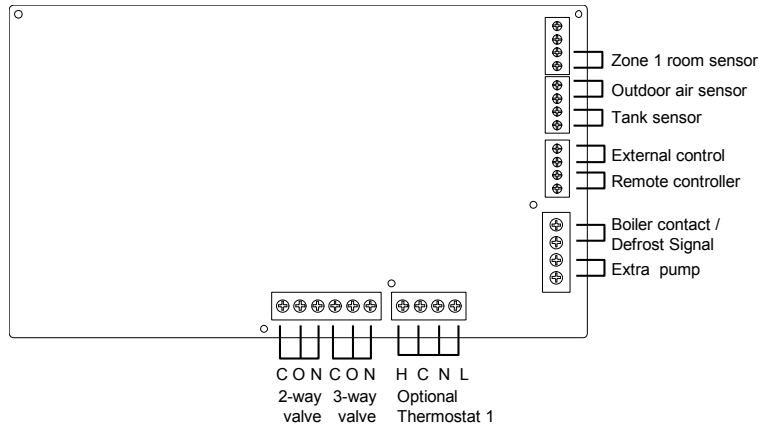 Zone 1 room sensor
Outdoor air sensor
Tank sensor
External control
Remote controller
Boiler contact /
Defrost Signal
Extra pump
C O N C O N H C N L
2-way 3-way Optional
valve valve Thermostat 1